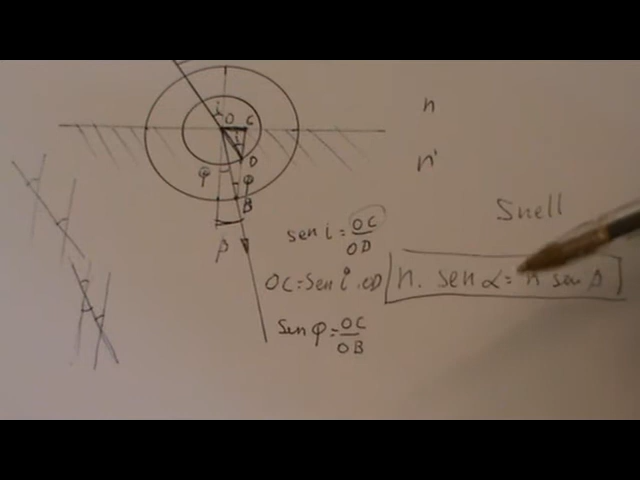 n
i
O C
i
D
n'
φ φ
B
Snell
β
sen i = OC/OD
OC = sen i · OD
n. sen α = n' sen β
sen φ = OC/OB